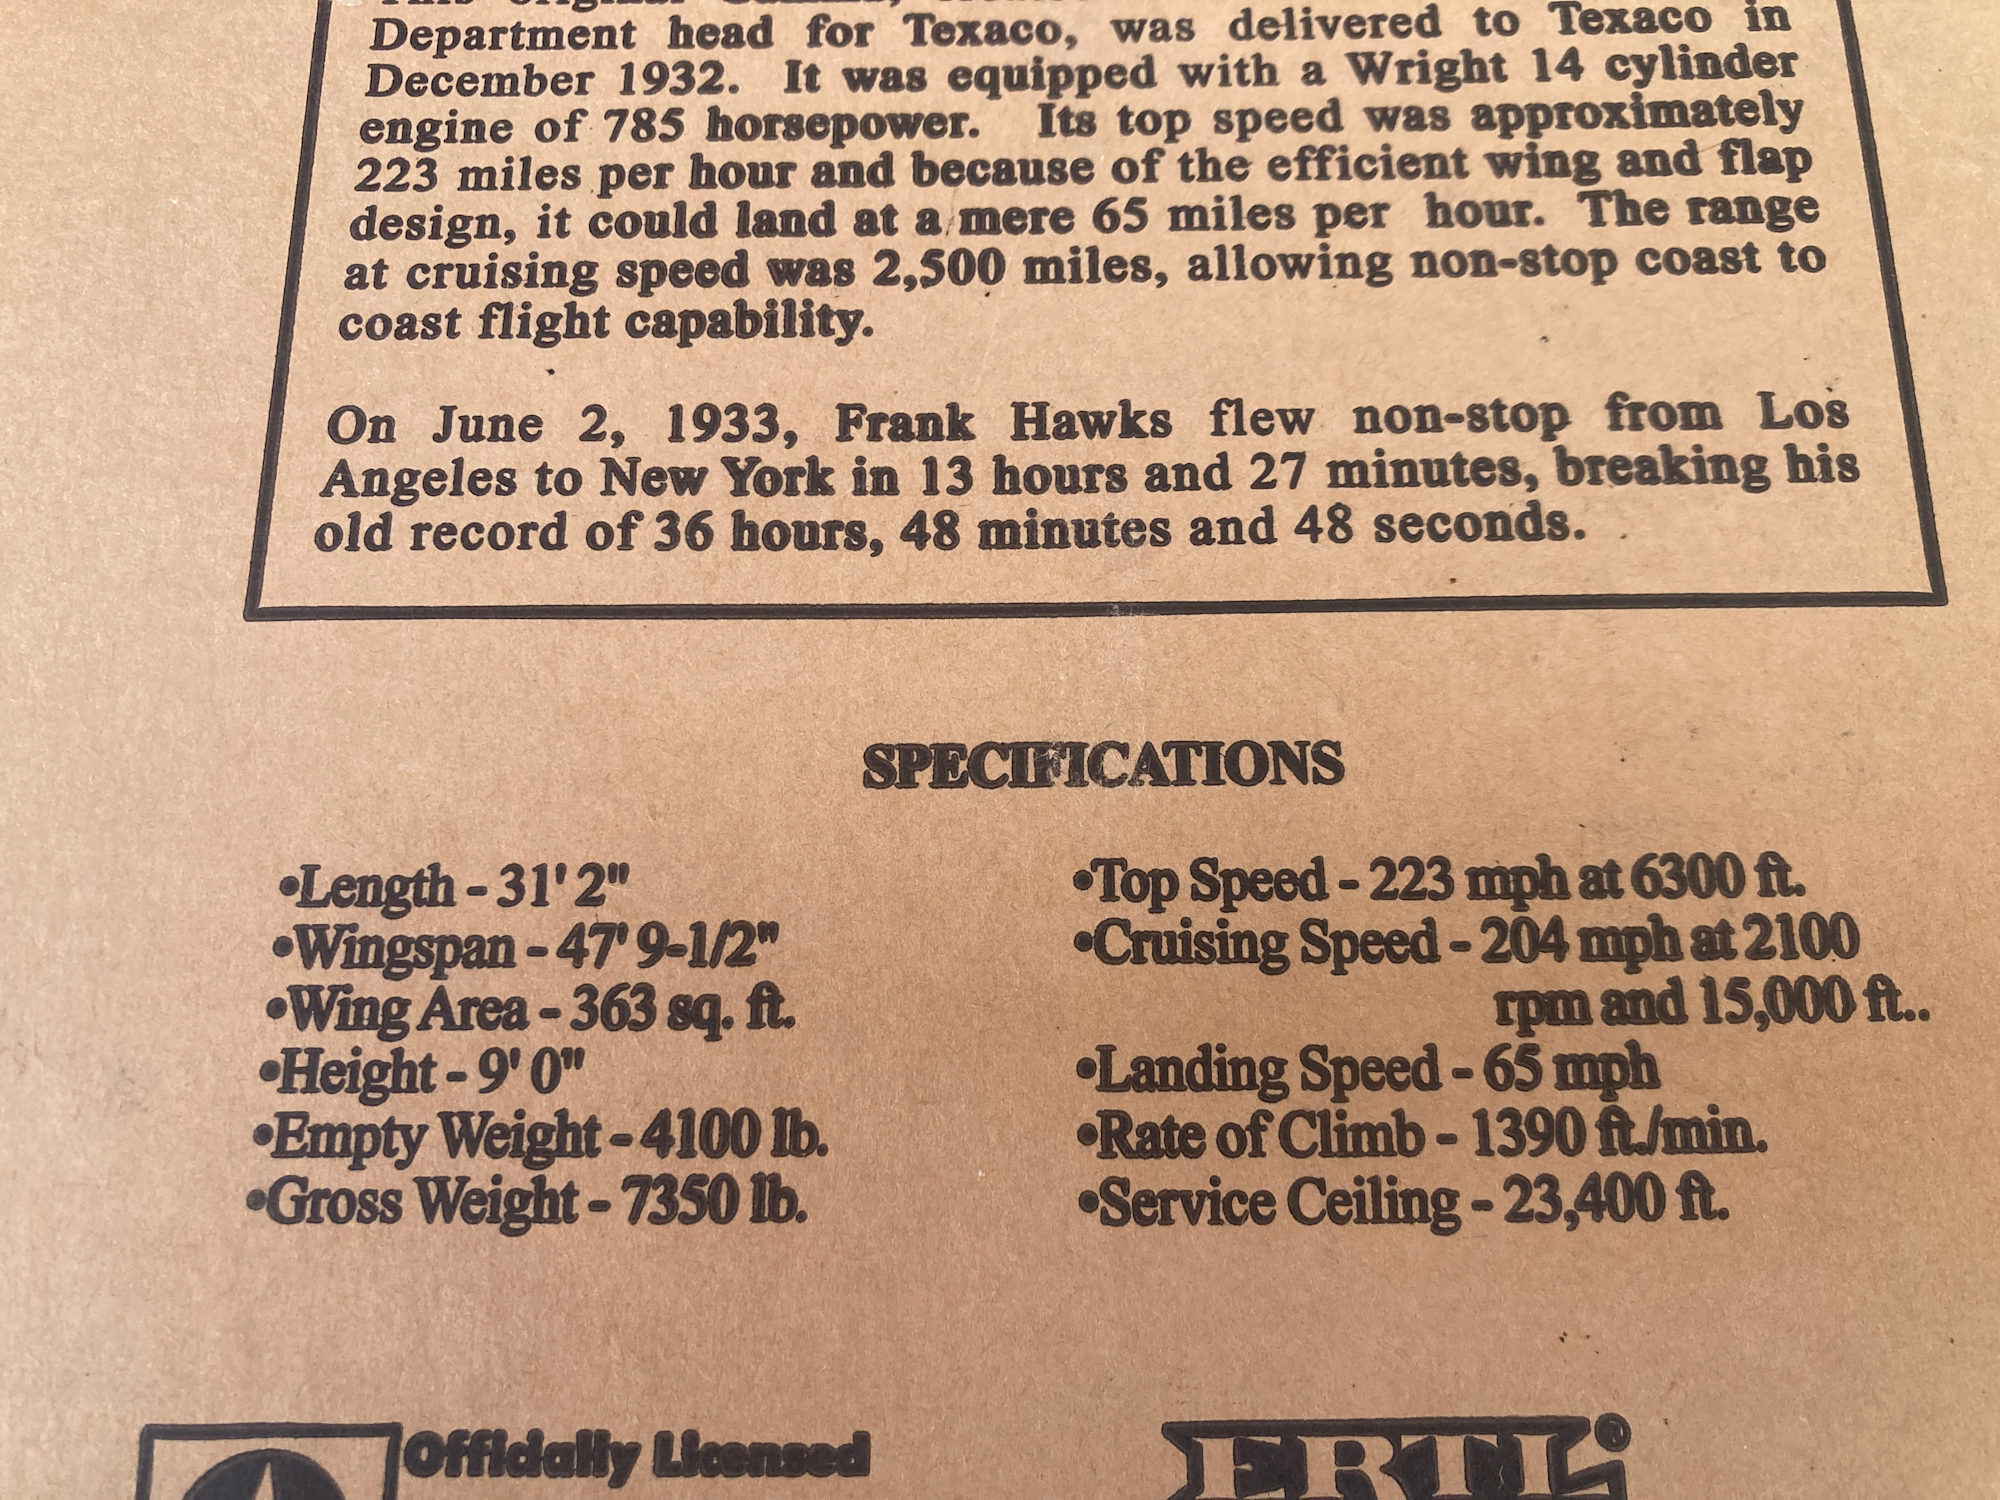 This original
Department head for Texaco, was delivered to Texaco in
December 1932. It was equipped with a Wright 14 cylinder
engine of 785 horsepower. Its top speed was approximately
223 miles per hour and because of the efficient wing and flap
design, it could land at a mere 65 miles per hour. The range
at cruising speed was 2,500 miles, allowing non-stop coast to
coast flight capability.
On June 2, 1933, Frank Hawks flew non-stop from Los
Angeles to New York in 13 hours and 27 minutes, breaking his
old record of 36 hours, 48 minutes and 48 seconds.
SPECIFICATIONS
•Length - 31' 2"
•Wingspan - 47' 9-1/2"
•Wing Area - 363 sq. ft.
•Height - 9' 0"
•Empty Weight - 4100 lb.
•Gross Weight - 7350 lb.
•Top Speed - 223 mph at 6300 ft.
•Cruising Speed - 204 mph at 2100
rpm and 15,000 ft..
•Landing Speed - 65 mph
•Rate of Climb - 1390 ft./min.
•Service Ceiling - 23,400 ft.
Officially Licensed
ERTL®